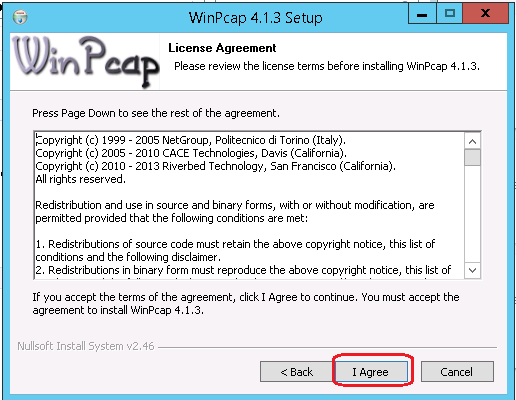 WinPcap 4.1.3 Setup
WinPcap
License Agreement
Please review the license terms before installing WinPcap 4.1.3.
Press Page Down to see the rest of the agreement.
Copyright (c) 1999 - 2005 NetGroup, Politecnico di Torino (Italy).
Copyright (c) 2005 - 2010 CACE Technologies, Davis (California).
Copyright (c) 2010 - 2013 Riverbed Technology, San Francisco (California).
All rights reserved.
Redistribution and use in source and binary forms, with or without modification, are
permitted provided that the following conditions are met:
1. Redistributions of source code must retain the above copyright notice, this list of
conditions and the following disclaimer.
2. Redistributions in binary form must reproduce the above copyright notice, this list of
If you accept the terms of the agreement, click I Agree to continue. You must accept the
agreement to install WinPcap 4.1.3.
Nullsoft Install System v2.46
< Back
I Agree
Cancel